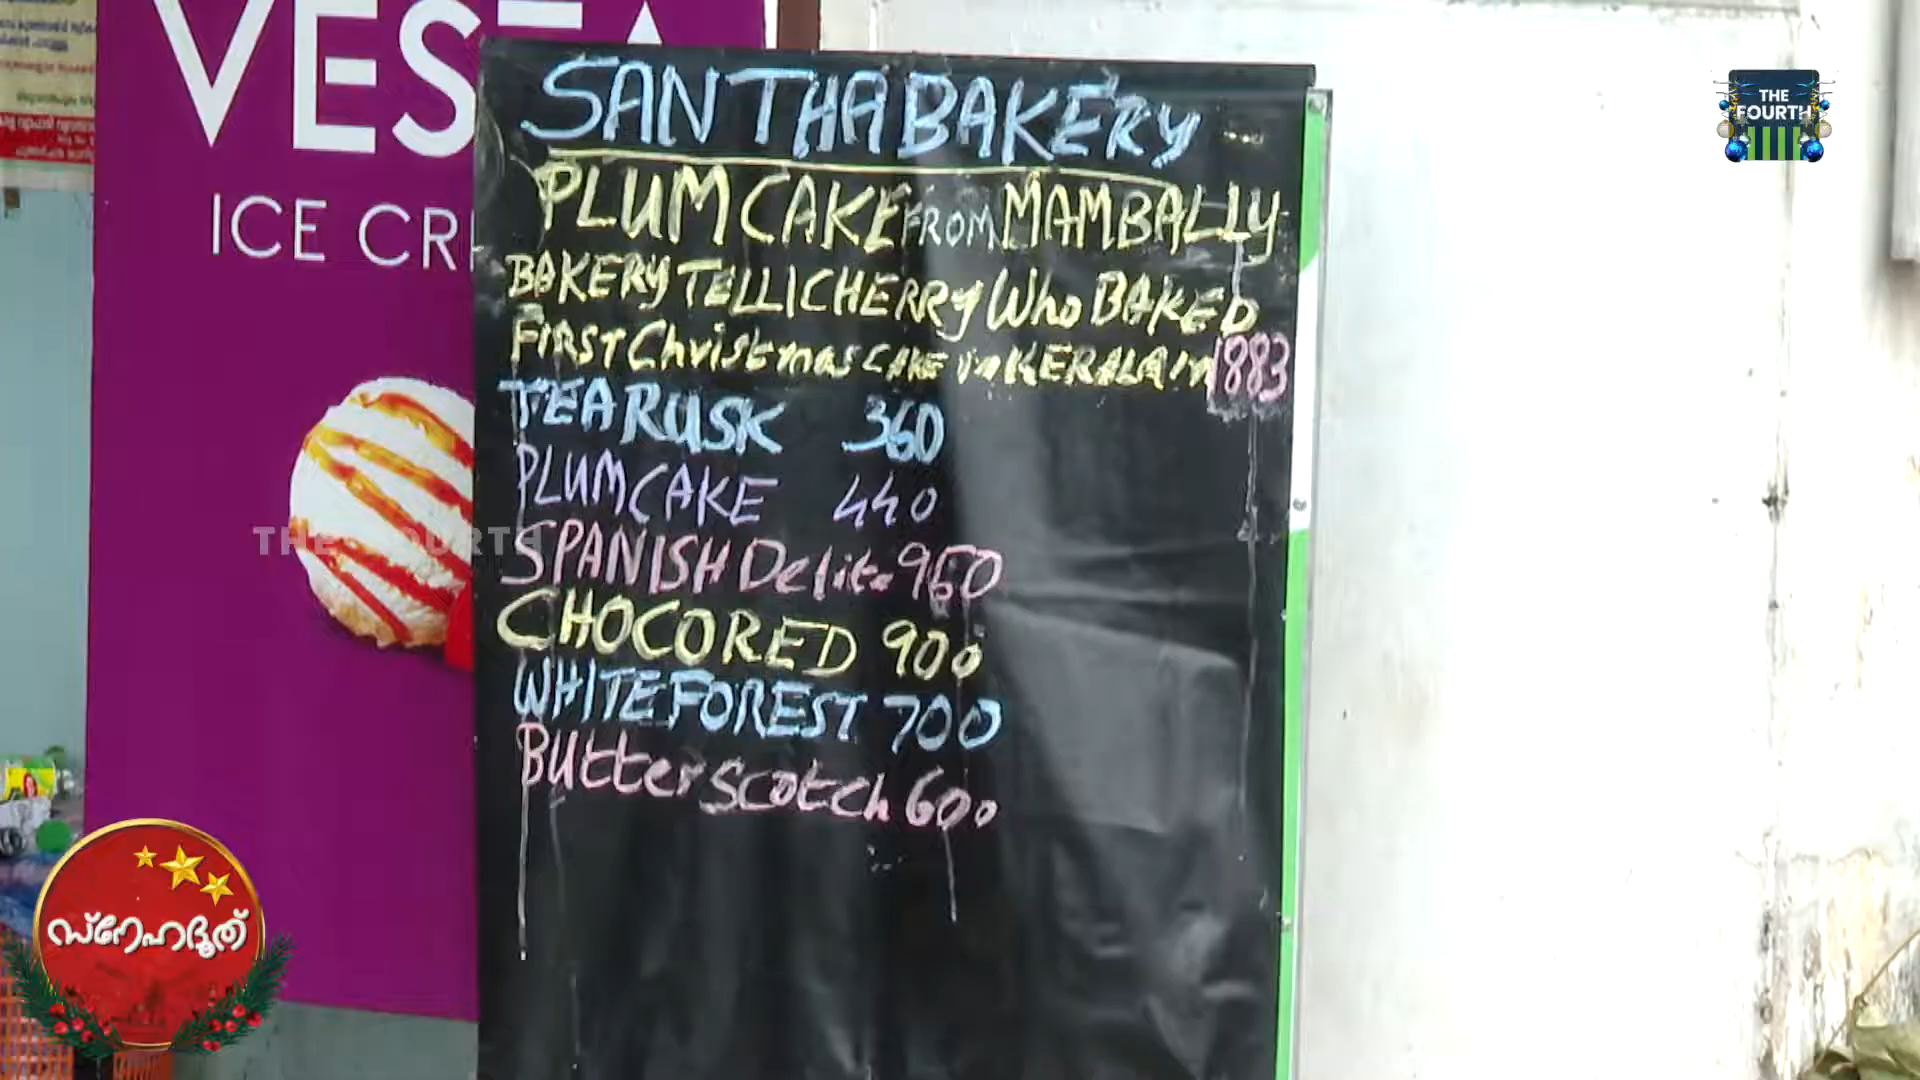 VESTA
ICE CR
SANTHA BAKERY
PLUM CAKE FROM MAMBALLY
BAKERY TELLICHERRY Who BAKED
FIRST Christmas CAKE in KERALA in 1883
TEA RUSK 360
PLUM CAKE 440
SPANISH Delite 950
CHOCORED 900
WHITE FOREST 700
Butter Scotch 600
THE FOURTH
THE
FOURTH
സ്നേഹദൂത്